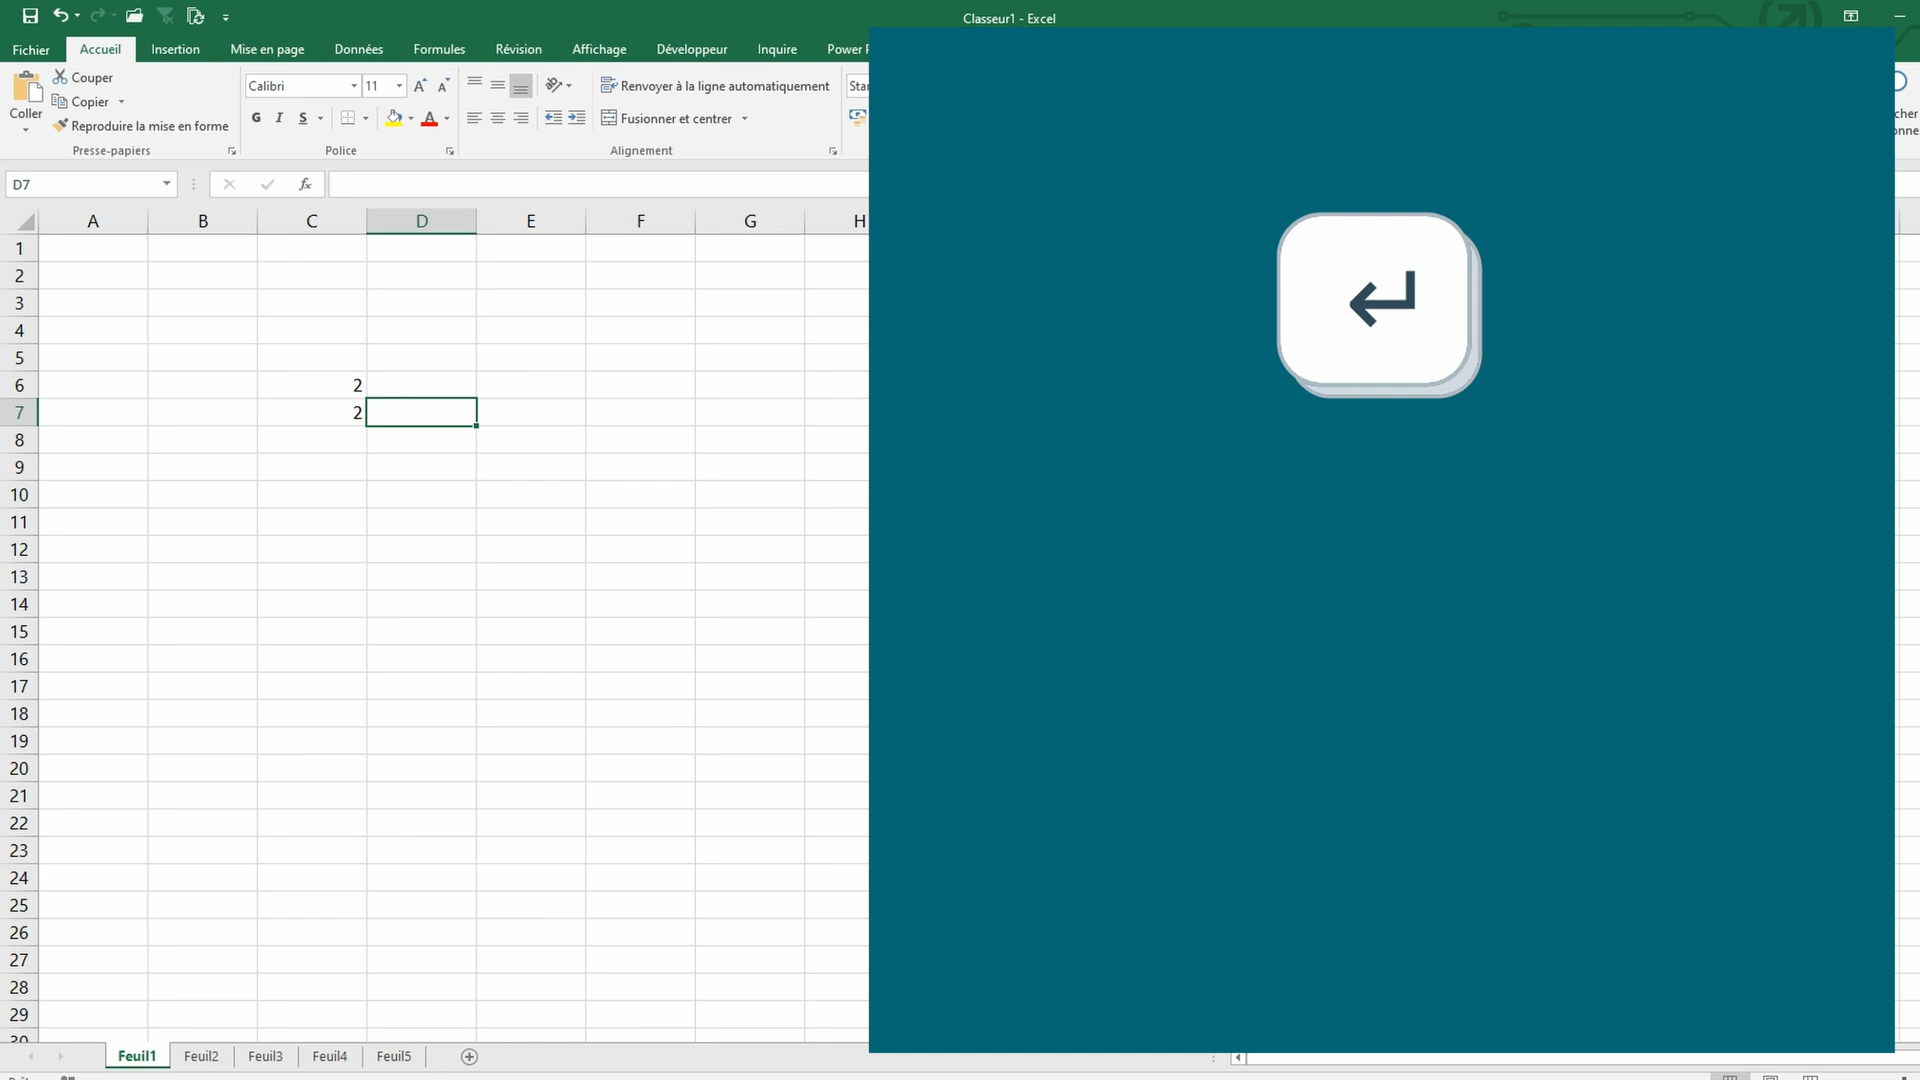 Classeur1 - Excel
Fichier Accueil Insertion Mise en page Données Formules Révision Affichage Développeur Inquire Power
Coller
Couper
Copier
Reproduire la mise en forme
Presse-papiers
Calibri 11
G I S
Police
Renvoyer à la ligne automatiquement
Fusionner et centrer
Alignement
D7
fx
A B C D E F G H
1
2
3
4
5
6 2
7 2
8
9
10
11
12
13
14
15
16
17
18
19
20
21
22
23
24
25
26
27
28
29
30
Feuil1 Feuil2 Feuil3 Feuil4 Feuil5